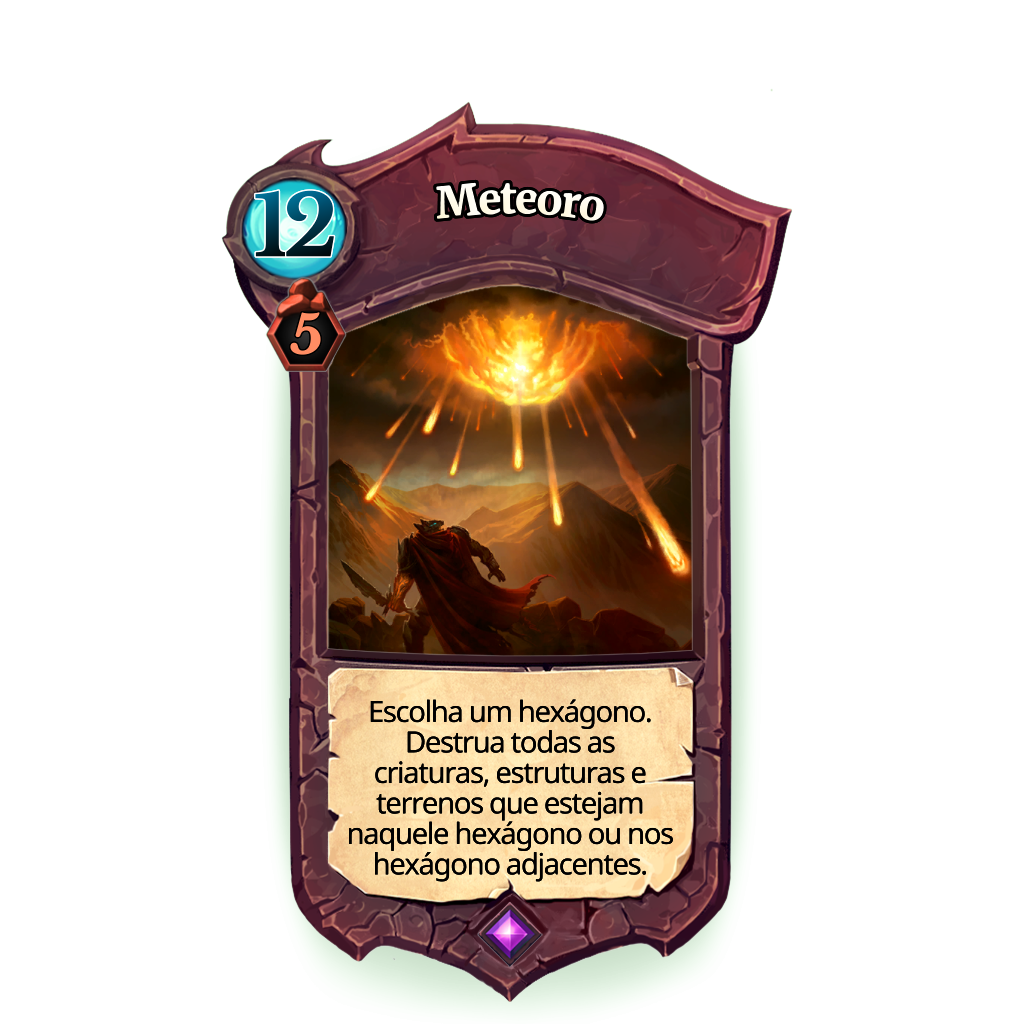 Meteoro
12
5
Escolha um hexágono.
Destrua todas as
criaturas, estruturas e
terrenos que estejam
naquele hexágono ou nos
hexágono adjacentes.